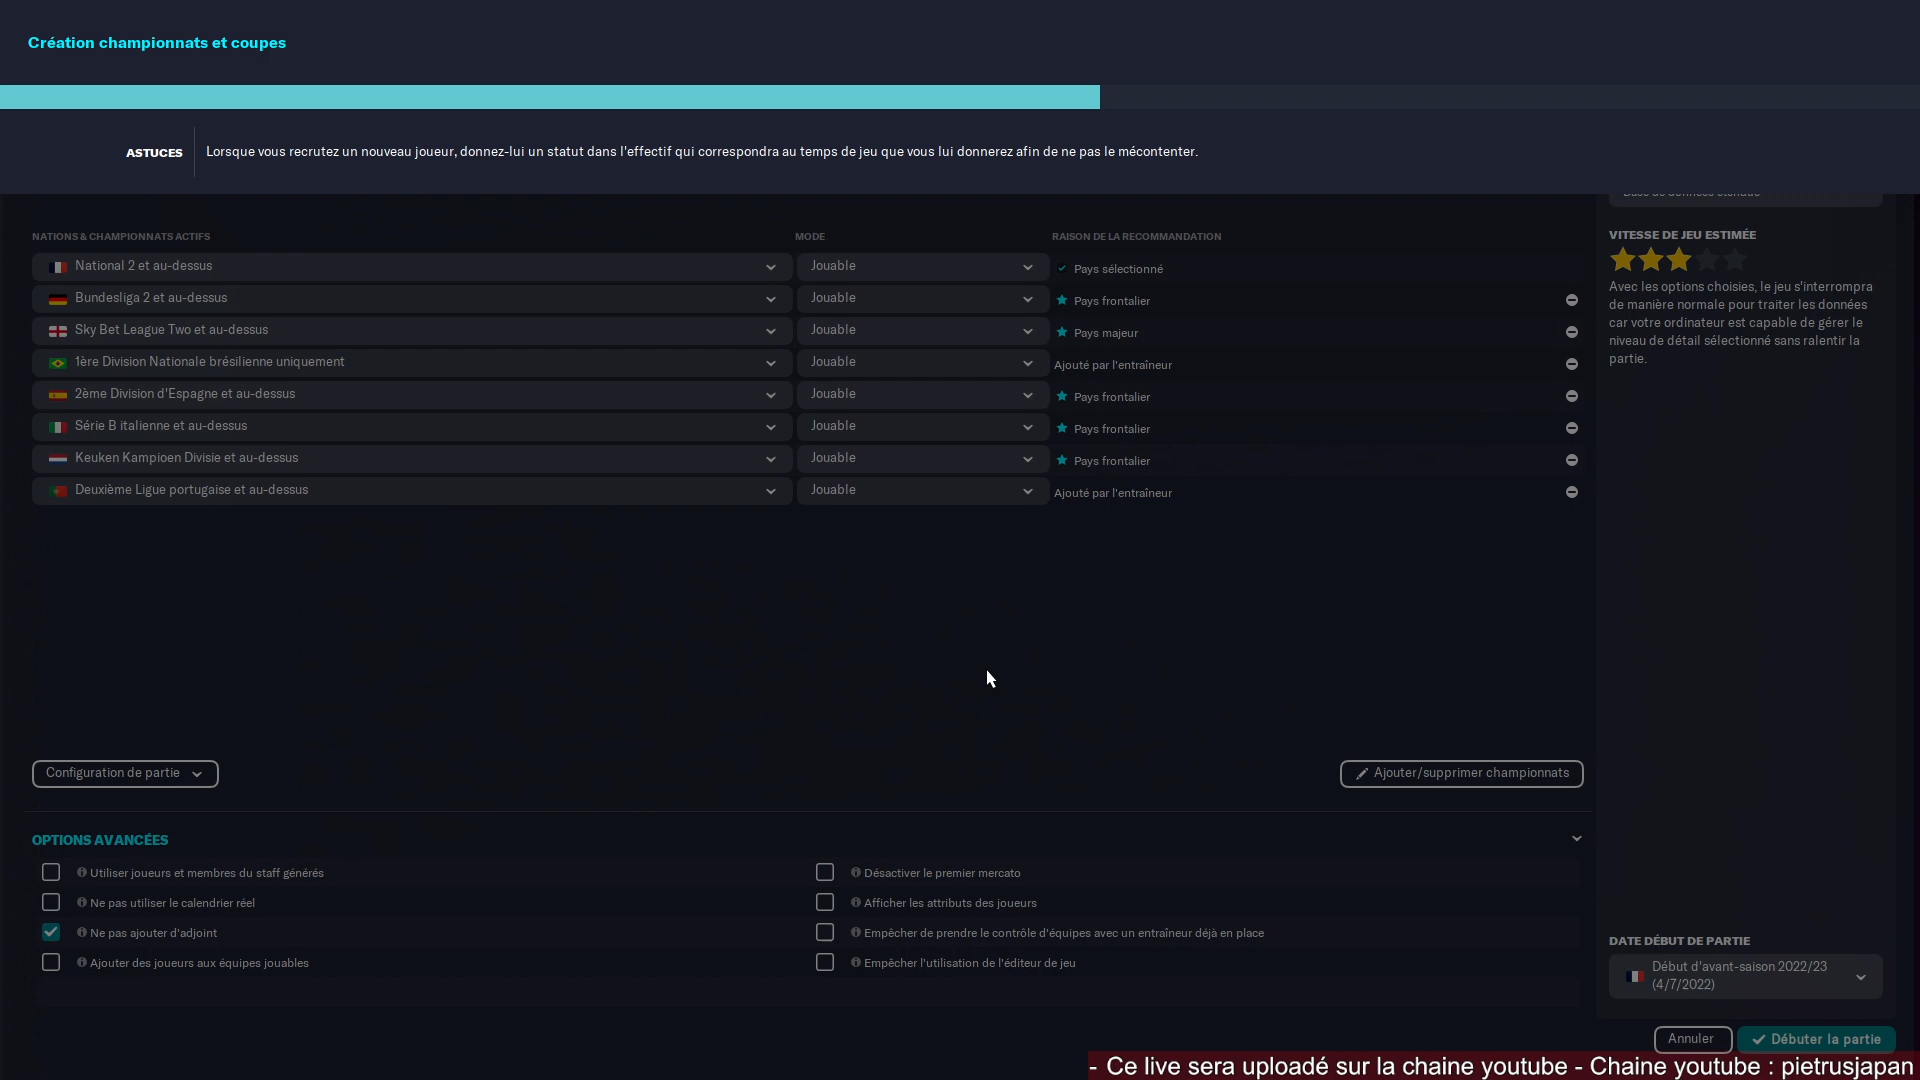 Création championnats et coupes
ASTUCES
Lorsque vous recrutez un nouveau joueur, donnez-lui un statut dans l'effectif qui correspondra au temps de jeu que vous lui donnerez afin de ne pas le mécontenter.
Base de données étendue
NATIONS & CHAMPIONNATS ACTIFS MODE RAISON DE LA RECOMMANDATION
National 2 et au-dessus Jouable Pays sélectionné
Bundesliga 2 et au-dessus Jouable Pays frontalier
Sky Bet League Two et au-dessus Jouable Pays majeur
1ère Division Nationale brésilienne uniquement Jouable Ajouté par l'entraîneur
2ème Division d'Espagne et au-dessus Jouable Pays frontalier
Série B italienne et au-dessus Jouable Pays frontalier
Keuken Kampioen Divisie et au-dessus Jouable Pays frontalier
Deuxième Ligue portugaise et au-dessus Jouable Ajouté par l'entraîneur
VITESSE DE JEU ESTIMÉE
Avec les options choisies, le jeu s'interrompra
de manière normale pour traiter les données
car votre ordinateur est capable de gérer le
niveau de détail sélectionné sans ralentir la
partie.
Configuration de partie
Ajouter/supprimer championnats
OPTIONS AVANCÉES
Utiliser joueurs et membres du staff générés
Désactiver le premier mercato
Ne pas utiliser le calendrier réel
Afficher les attributs des joueurs
Ne pas ajouter d'adjoint
Empêcher de prendre le contrôle d'équipes avec un entraîneur déjà en place
Ajouter des joueurs aux équipes jouables
Empêcher l'utilisation de l'éditeur de jeu
DATE DÉBUT DE PARTIE
Début d'avant-saison 2022/23
(4/7/2022)
Annuler
Débuter la partie
- Ce live sera uploadé sur la chaine youtube - Chaine youtube : pietrusjapan